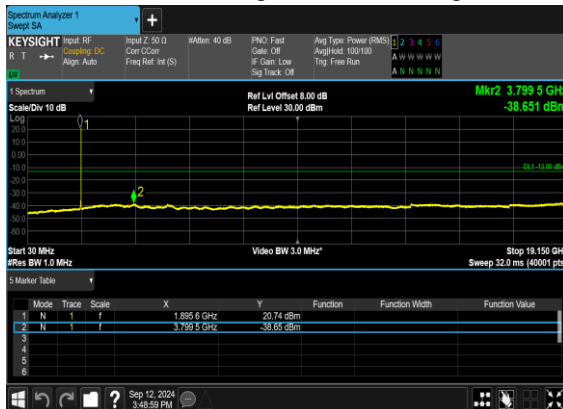 Spectrum Analyzer 1
Swept SA
+
KEYSIGHT Input: RF Input Z: 50 Ω #Atten: 40 dB PNO: Fast Avg Type: Power (RMS) 1 2 3 4 5 6
R T Coupling: DC Corr CCorr Gate: Off Avg|Hold: 100/100 A W W W W W
Align: Auto Freq Ref: Int (S) IF Gain: Low Trig: Free Run
Sig Track: Off A N N N N N
1 Spectrum Ref Lvl Offset 8.00 dB Mkr2 3.799 5 GHz
Scale/Div 10 dB Ref Level 30.00 dBm -38.651 dBm
Log
20.0
10.0
0.00
-10.0
-20.0
-30.0
-40.0
-50.0
-60.0
1
2
DL1 -13.00 dB
Start 30 MHz Video BW 3.0 MHz* Stop 19.150 GH
#Res BW 1.0 MHz Sweep 32.0 ms (40001 pts
5 Marker Table
Mode Trace Scale X Y Function Function Width Function Value
1 N 1 f 1.895 6 GHz 20.74 dBm
2 N 1 f 3.799 5 GHz -38.65 dBm
3
4
5
6
? Sep 12, 2024
3:48:59 PM